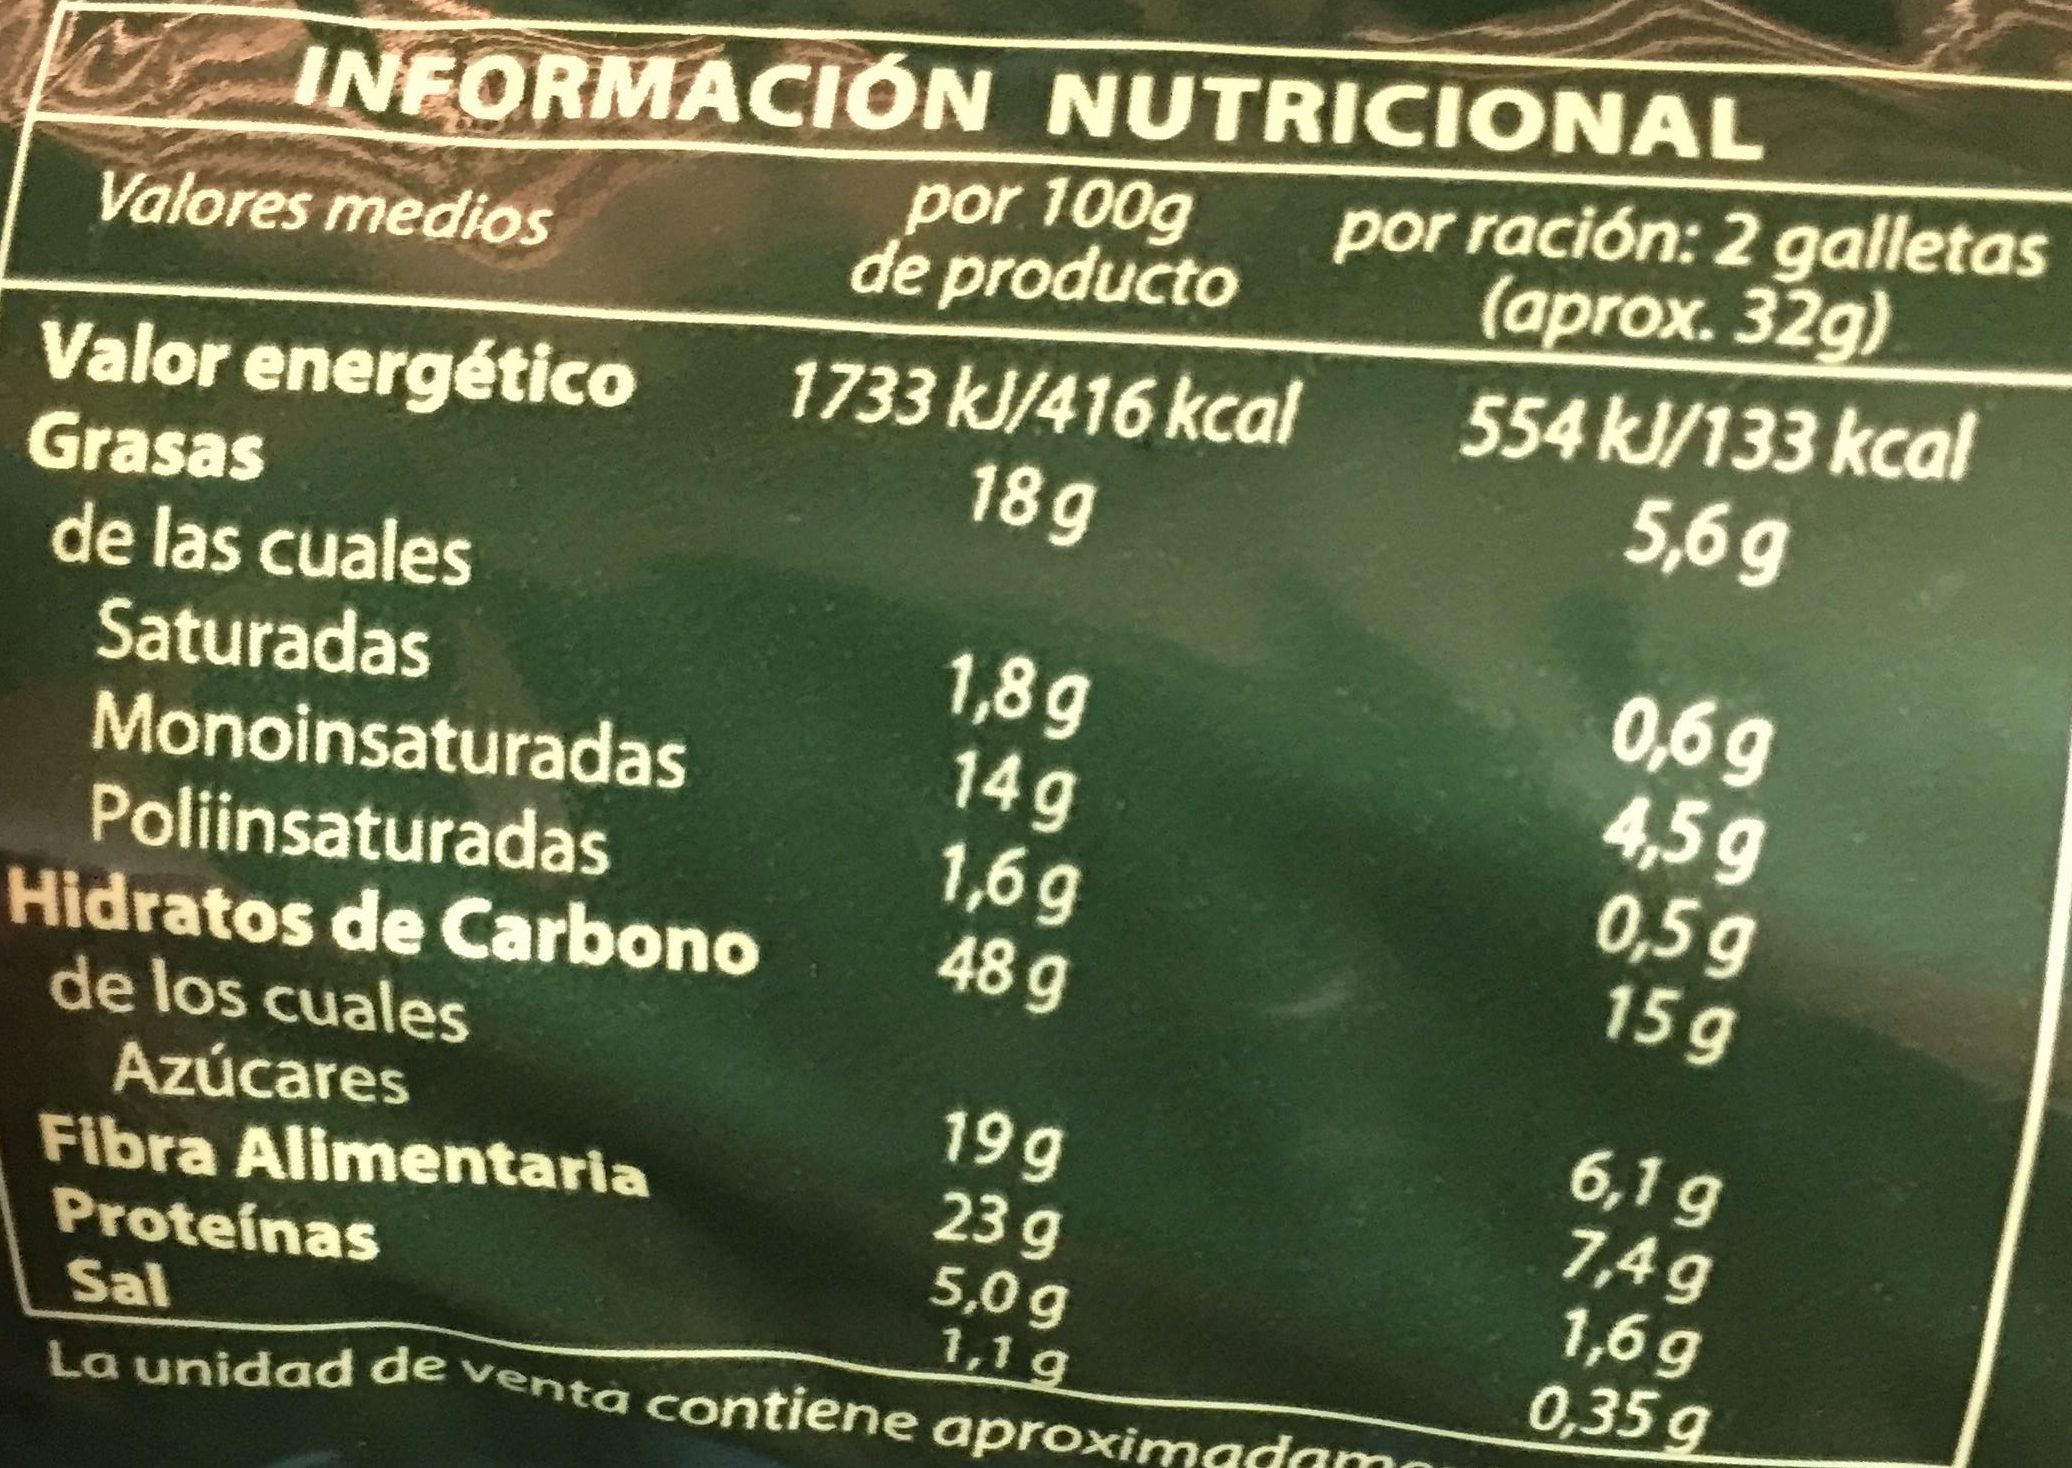 INFORMACIÓN NUTRICIONAL
Valores medios por 100g de producto por ración: 2 galletas (aprox. 32g)
Valor energético 1733 kJ/416 kcal 554 kJ/133 kcal
Grasas 18 g 5,6 g
de las cuales
Saturadas 1,8 g 0,6 g
Monoinsaturadas 14 g 4,5 g
Poliinsaturadas 1,6 g 0,5 g
Hidratos de Carbono 48 g 15 g
de los cuales
Azúcares 19 g 6,1 g
Fibra Alimentaria 23 g 7,4 g
Proteínas 5,0 g 1,6 g
Sal 1,1 g 0,35 g
La unidad de venta contiene